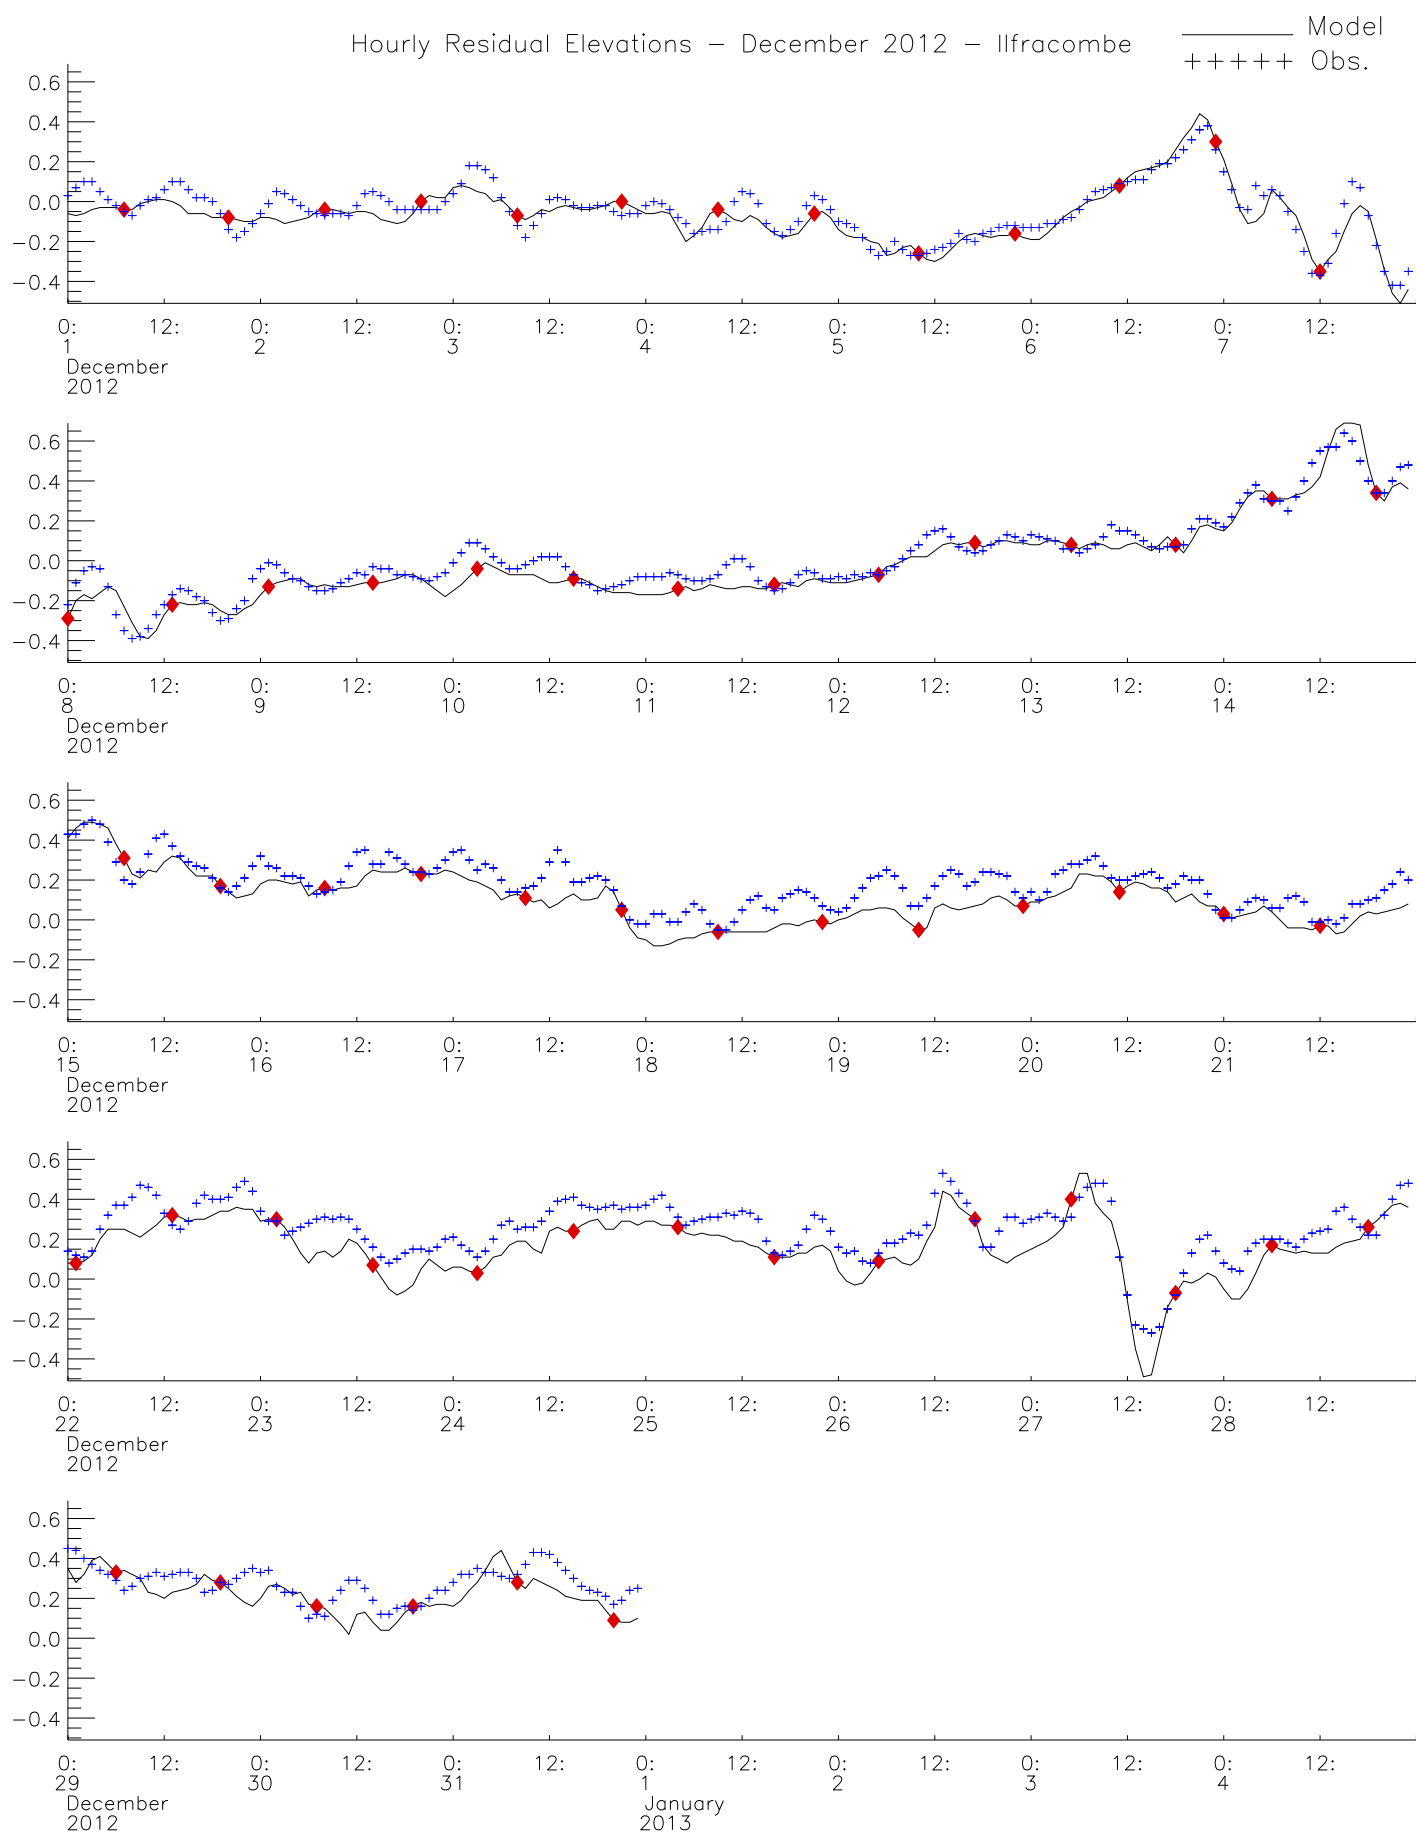 Hourly Residual Elevations − December 2012 − Ilfracombe
Model
+++++ Obs.
0.6
0.4
0.2
0.0
−0.2
−0.4
0: 12: 0: 12: 0: 12: 0: 12: 0: 12: 0: 12: 0: 12:
1 2 3 4 5 6 7
December
2012
0.6
0.4
0.2
0.0
−0.2
−0.4
0: 12: 0: 12: 0: 12: 0: 12: 0: 12: 0: 12: 0: 12:
8 9 10 11 12 13 14
December
2012
0.6
0.4
0.2
0.0
−0.2
−0.4
0: 12: 0: 12: 0: 12: 0: 12: 0: 12: 0: 12: 0: 12:
15 16 17 18 19 20 21
December
2012
0.6
0.4
0.2
0.0
−0.2
−0.4
0: 12: 0: 12: 0: 12: 0: 12: 0: 12: 0: 12: 0: 12:
22 23 24 25 26 27 28
December
2012
0.6
0.4
0.2
0.0
−0.2
−0.4
0: 12: 0: 12: 0: 12: 0: 12: 0: 12: 0: 12: 0: 12:
29 30 31 1 2 3 4
December January
2012 2013